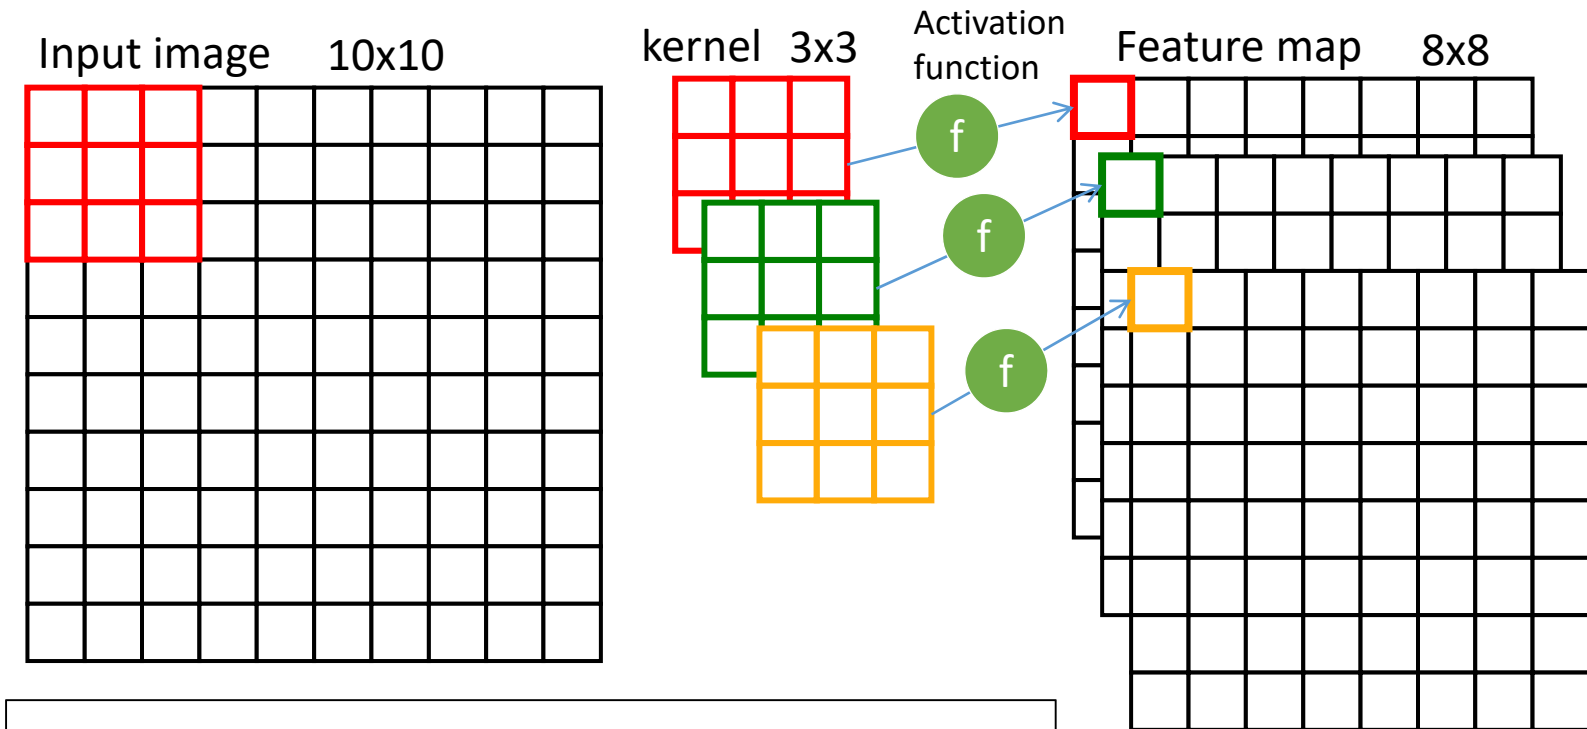 Input image 10x10
kernel 3x3
Activation
function
Feature map 8x8
f
f
f